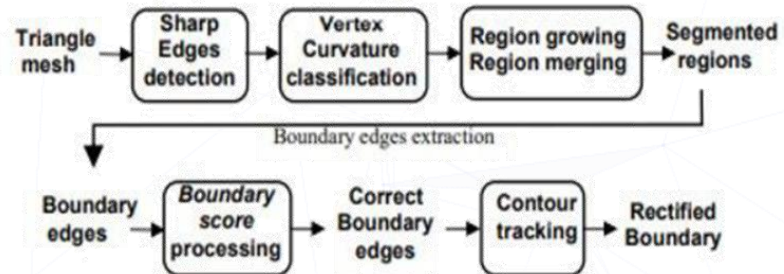 Triangle
mesh
Sharp
Edges
detection
Vertex
Curvature
classification
Region growing
Region merging
Segmented
regions
Boundary edges extraction
Boundary
edges
Boundary
score
processing
Correct
Boundary
edges
Contour
tracking
Rectified
Boundary